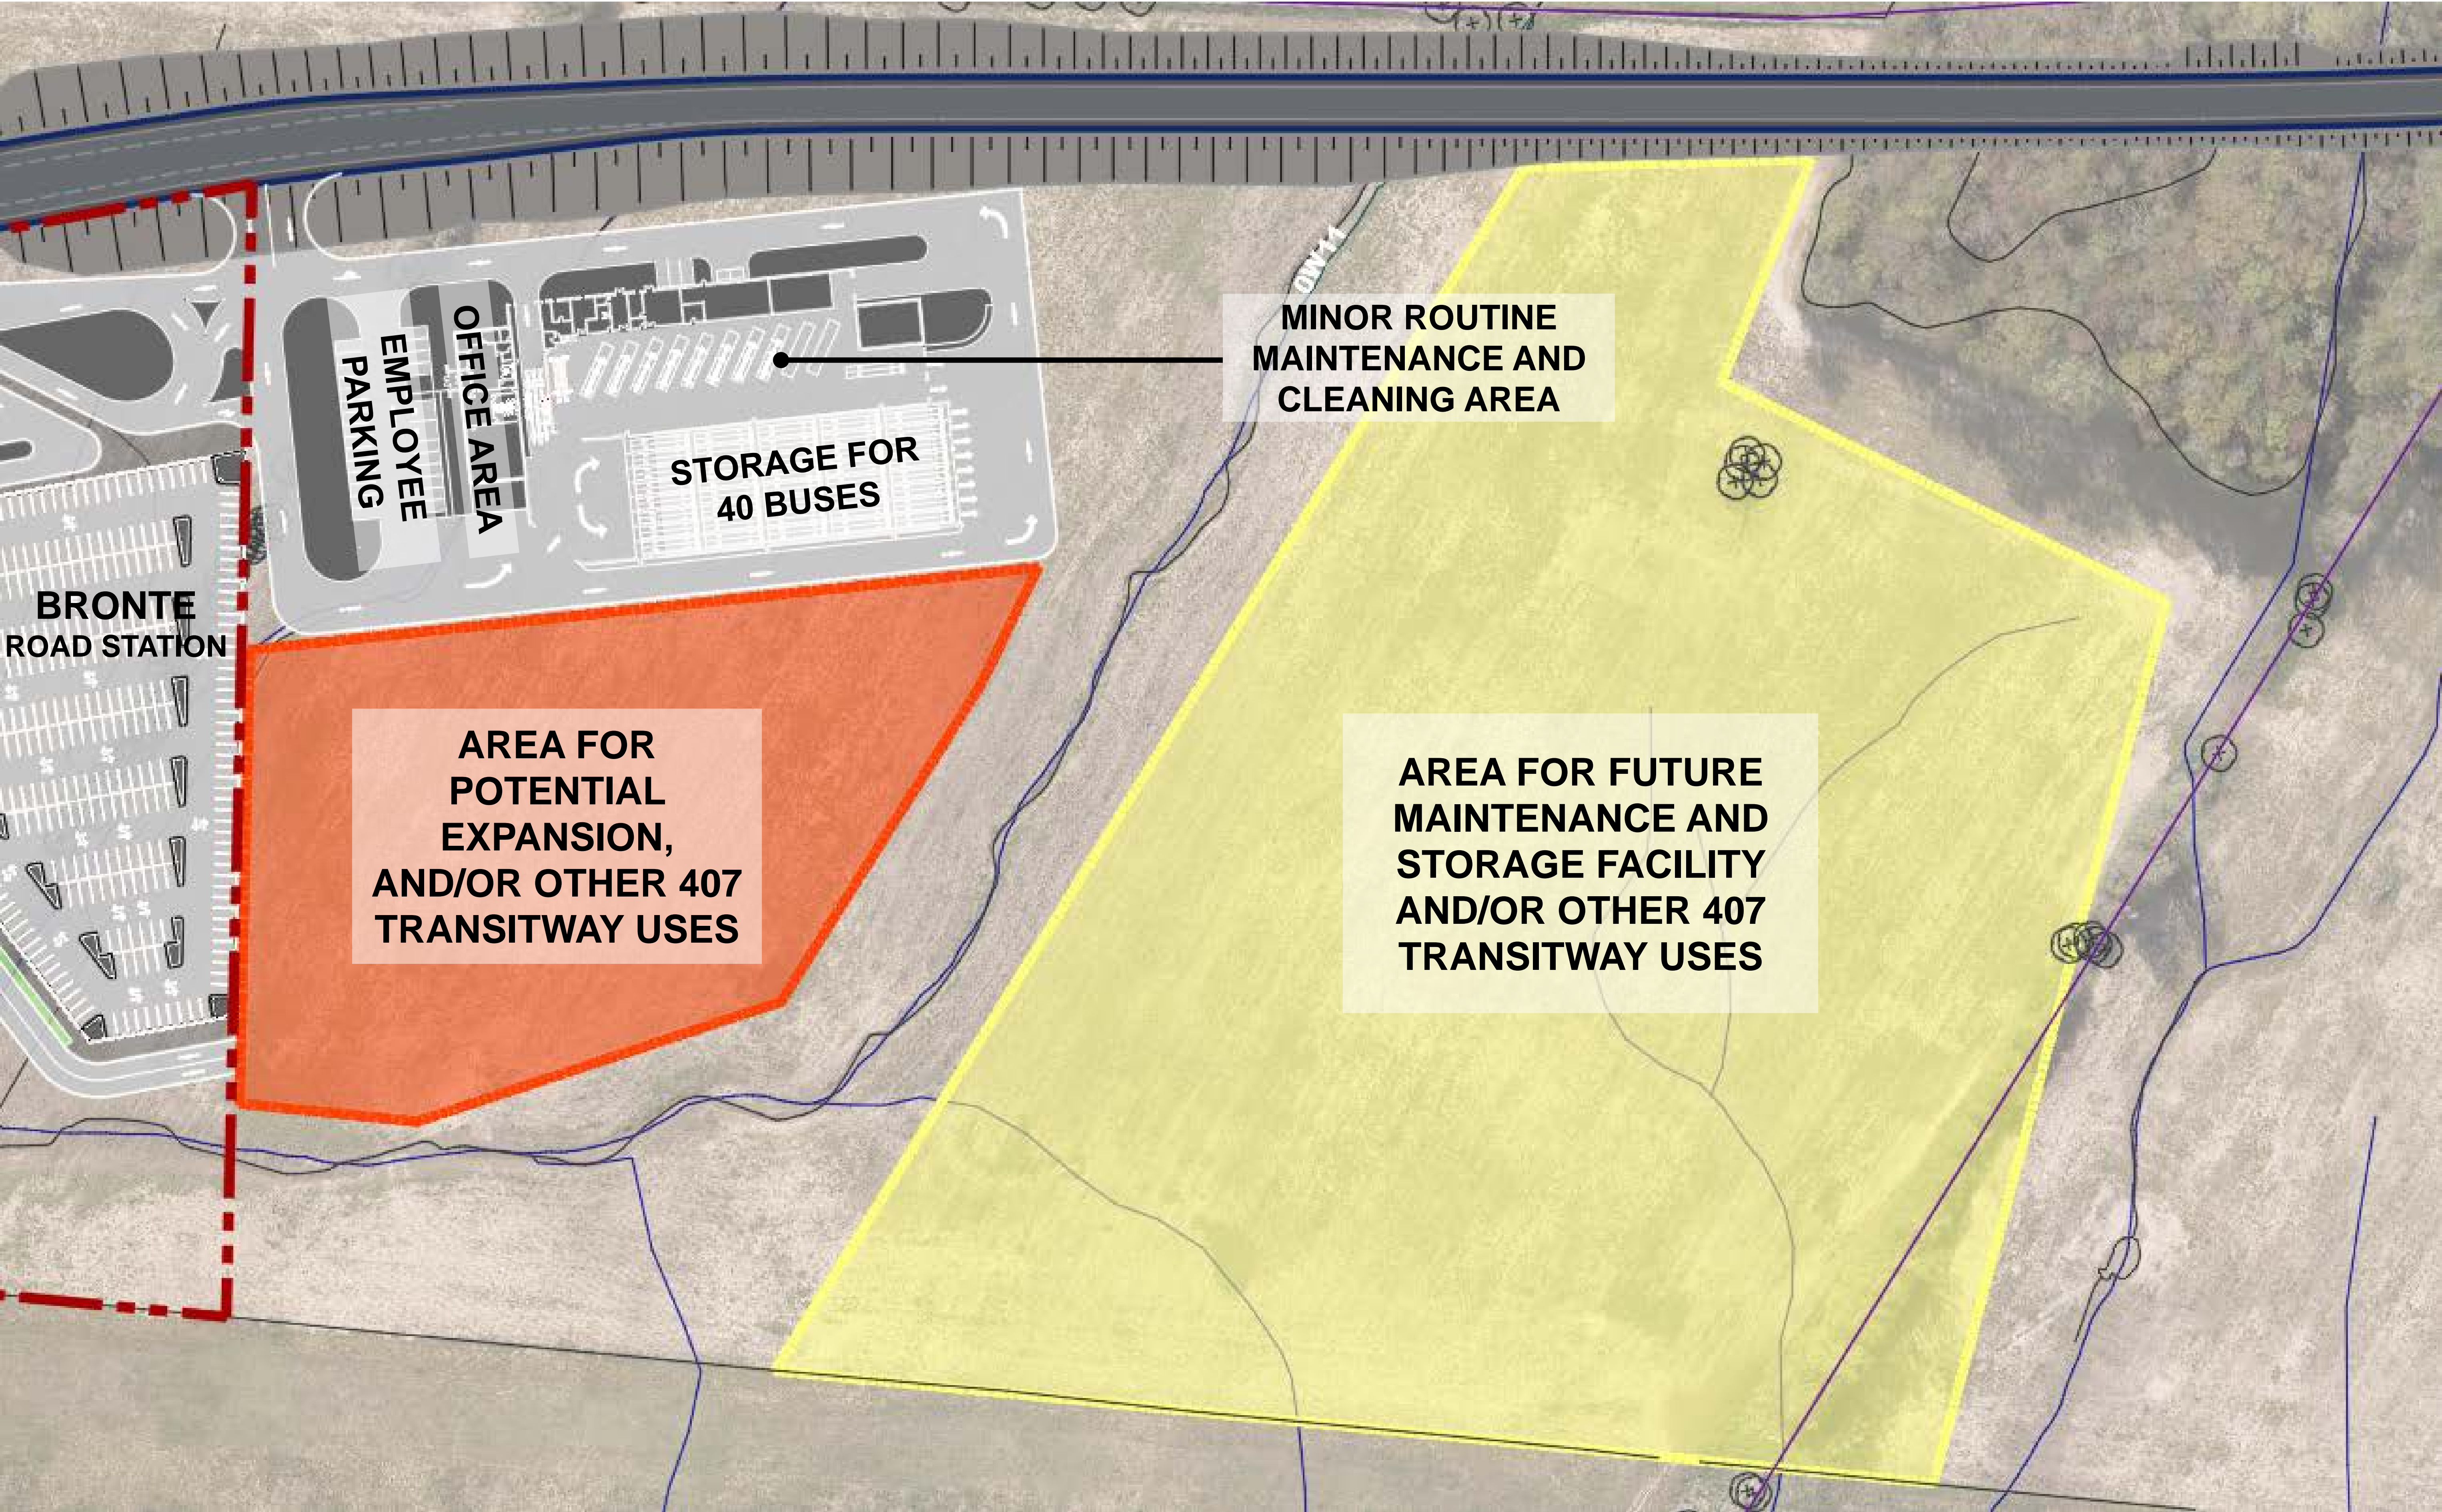 OW11
MINOR ROUTINE
MAINTENANCE AND
CLEANING AREA
EMPLOYEE
PARKING
OFFICE AREA
STORAGE FOR
40 BUSES
BRONTE
ROAD STATION
AREA FOR
POTENTIAL
EXPANSION,
AND/OR OTHER 407
TRANSITWAY USES
AREA FOR FUTURE
MAINTENANCE AND
STORAGE FACILITY
AND/OR OTHER 407
TRANSITWAY USES